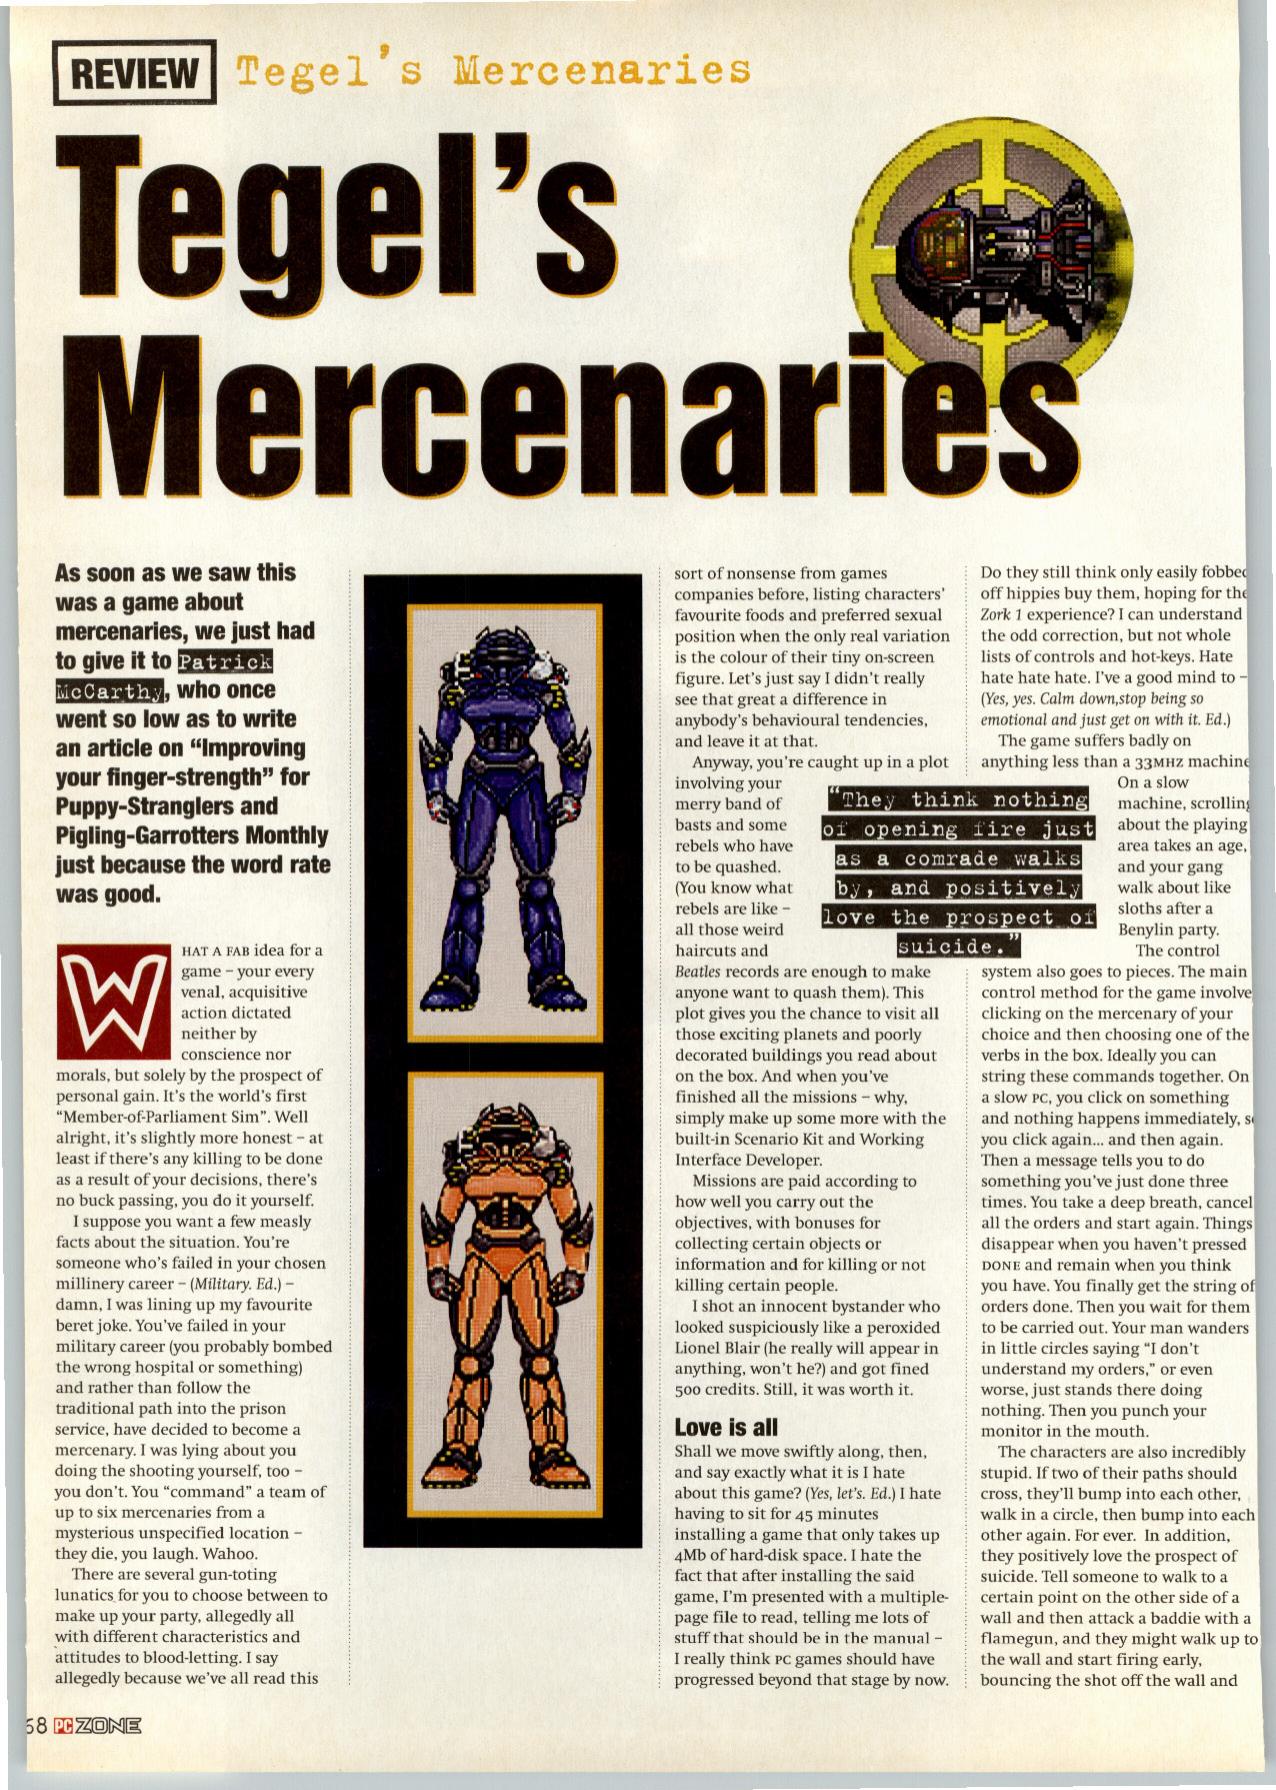 REVIEW Tegel's Mercenaries
Tegel's
Mercenaries
As soon as we saw this
was a game about
mercenaries, we just had
to give it to Patrick
McCarthy, who once
went so low as to write
an article on “Improving
your finger-strength” for
Puppy-Stranglers and
Pigling-Garrotters Monthly
just because the word rate
was good.
WHAT A FAB idea for a
game – your every
venal, acquisitive
action dictated
neither by
conscience nor
morals, but solely by the prospect of
personal gain. It's the world's first
“Member-of-Parliament Sim”. Well
alright, it's slightly more honest – at
least if there's any killing to be done
as a result of your decisions, there's
no buck passing, you do it yourself.
I suppose you want a few measly
facts about the situation. You're
someone who's failed in your chosen
millinery career – (Military. Ed.) –
damn, I was lining up my favourite
beret joke. You've failed in your
military career (you probably bombed
the wrong hospital or something)
and rather than follow the
traditional path into the prison
service, have decided to become a
mercenary. I was lying about you
doing the shooting yourself, too –
you don't. You “command” a team of
up to six mercenaries from a
mysterious unspecified location –
they die, you laugh. Wahoo.
There are several gun-toting
lunatics for you to choose between to
make up your party, allegedly all
with different characteristics and
attitudes to blood-letting. I say
allegedly because we've all read this
sort of nonsense from games
companies before, listing characters'
favourite foods and preferred sexual
position when the only real variation
is the colour of their tiny on-screen
figure. Let's just say I didn't really
see that great a difference in
anybody's behavioural tendencies,
and leave it at that.
Anyway, you're caught up in a plot
involving your
merry band of
basts and some
rebels who have
to be quashed.
(You know what
rebels are like –
all those weird
haircuts and
Beatles records are enough to make
anyone want to quash them). This
plot gives you the chance to visit all
those exciting planets and poorly
decorated buildings you read about
on the box. And when you've
finished all the missions – why,
simply make up some more with the
built-in Scenario Kit and Working
Interface Developer.
Missions are paid according to
how well you carry out the
objectives, with bonuses for
collecting certain objects or
information and for killing or not
killing certain people.
I shot an innocent bystander who
looked suspiciously like a peroxided
Lionel Blair (he really will appear in
anything, won't he?) and got fined
500 credits. Still, it was worth it.
Love is all
Shall we move swiftly along, then,
and say exactly what it is I hate
about this game? (Yes, let's. Ed.) I hate
having to sit for 45 minutes
installing a game that only takes up
4Mb of hard-disk space. I hate the
fact that after installing the said
game, I'm presented with a multiple-
page file to read, telling me lots of
stuff that should be in the manual –
I really think PC games should have
progressed beyond that stage by now.
“They think nothing
of opening fire just
as a comrade walks
by, and positively
love the prospect of
suicide.”
Do they still think only easily fobbed
off hippies buy them, hoping for the
Zork 1 experience? I can understand
the odd correction, but not whole
lists of controls and hot-keys. Hate
hate hate hate. I've a good mind to –
(Yes, yes. Calm down,stop being so
emotional and just get on with it. Ed.)
The game suffers badly on
anything less than a 33MHZ machine
On a slow
machine, scrolling
about the playing
area takes an age,
and your gang
walk about like
sloths after a
Benylin party.
The control
system also goes to pieces. The main
control method for the game involve
clicking on the mercenary of your
choice and then choosing one of the
verbs in the box. Ideally you can
string these commands together. On
a slow PC, you click on something
and nothing happens immediately, s
you click again... and then again.
Then a message tells you to do
something you've just done three
times. You take a deep breath, cancel
all the orders and start again. Things
disappear when you haven't pressed
DONE and remain when you think
you have. You finally get the string of
orders done. Then you wait for them
to be carried out. Your man wanders
in little circles saying “I don't
understand my orders,” or even
worse, just stands there doing
nothing. Then you punch your
monitor in the mouth.
The characters are also incredibly
stupid. If two of their paths should
cross, they'll bump into each other,
walk in a circle, then bump into each
other again. For ever. In addition,
they positively love the prospect of
suicide. Tell someone to walk to a
certain point on the other side of a
wall and then attack a baddie with a
flamegun, and they might walk up to
the wall and start firing early,
bouncing the shot off the wall and
68 PC ZONE